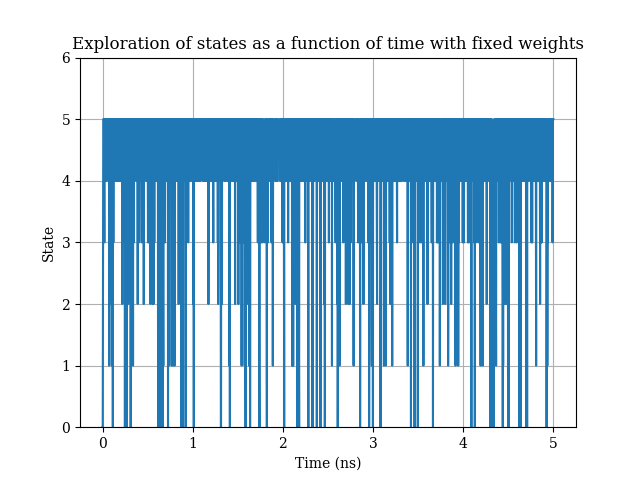 Exploration of states as a function of time with fixed weights
6
5
4
3
2
1
0
State
0 1 2 3 4 5
Time (ns)